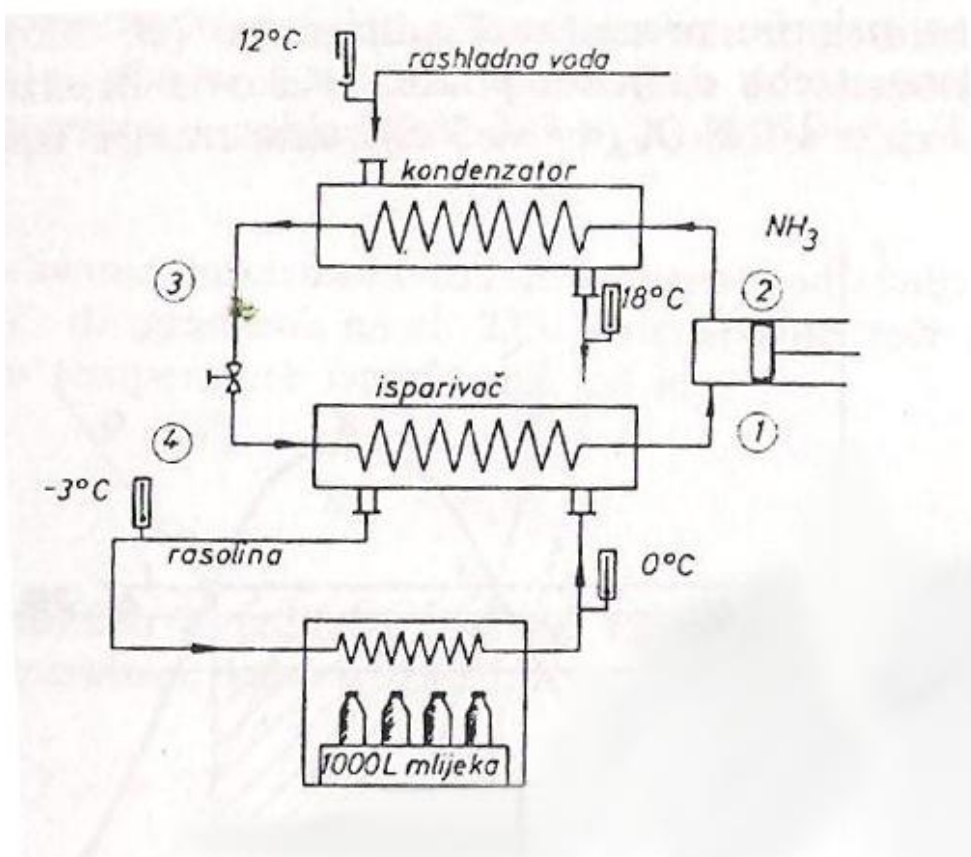 12°C
rashladna voda
kondenzator
NH₃
3
2
18°C
isparivač
4
1
-3°C
rasolina
0°C
1000L mlijeka